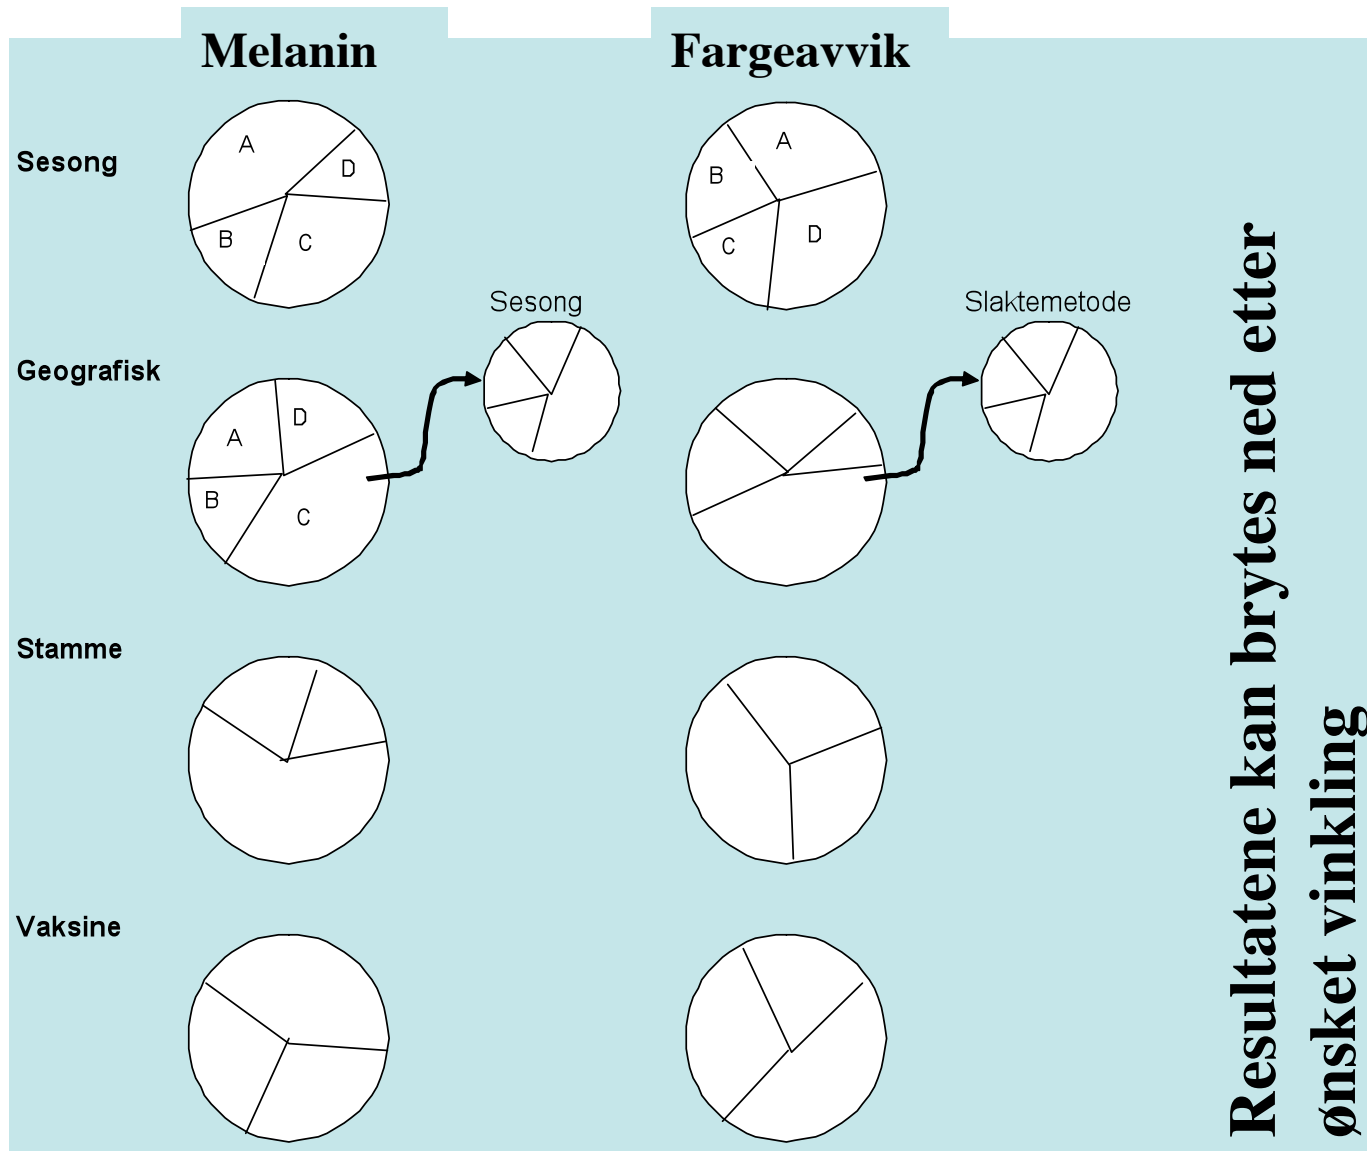 Melanin
Fargeavvik
Sesong
A
D
B
C
A
B
C
D
Sesong
Slaktemetode
Geografisk
D
A
B
C
Stamme
Vaksine
Resultatene kan brytes ned etter
ønsket vinkling